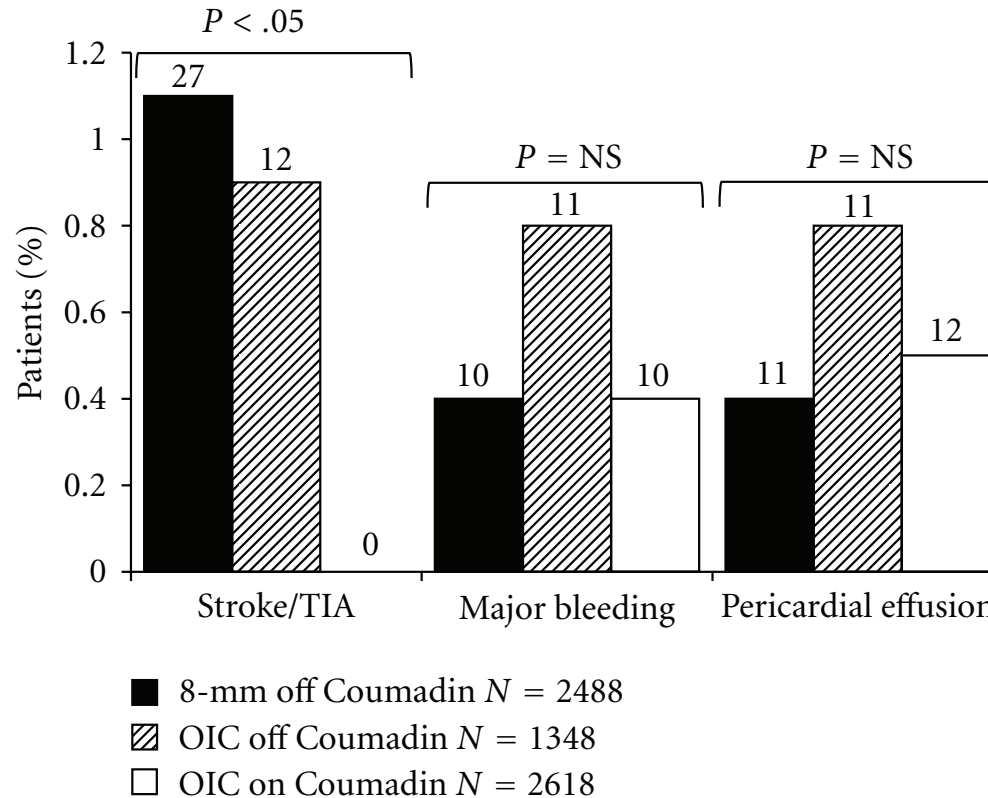 P < .05
1.2
27
1
12
P = NS
P = NS
0.8
11
11
Patients (%)
0.6
12
0.4
10
10
11
0.2
0
0
Stroke/TIA
Major bleeding
Pericardial effusion
8-mm off Coumadin N = 2488
OIC off Coumadin N = 1348
OIC on Coumadin N = 2618